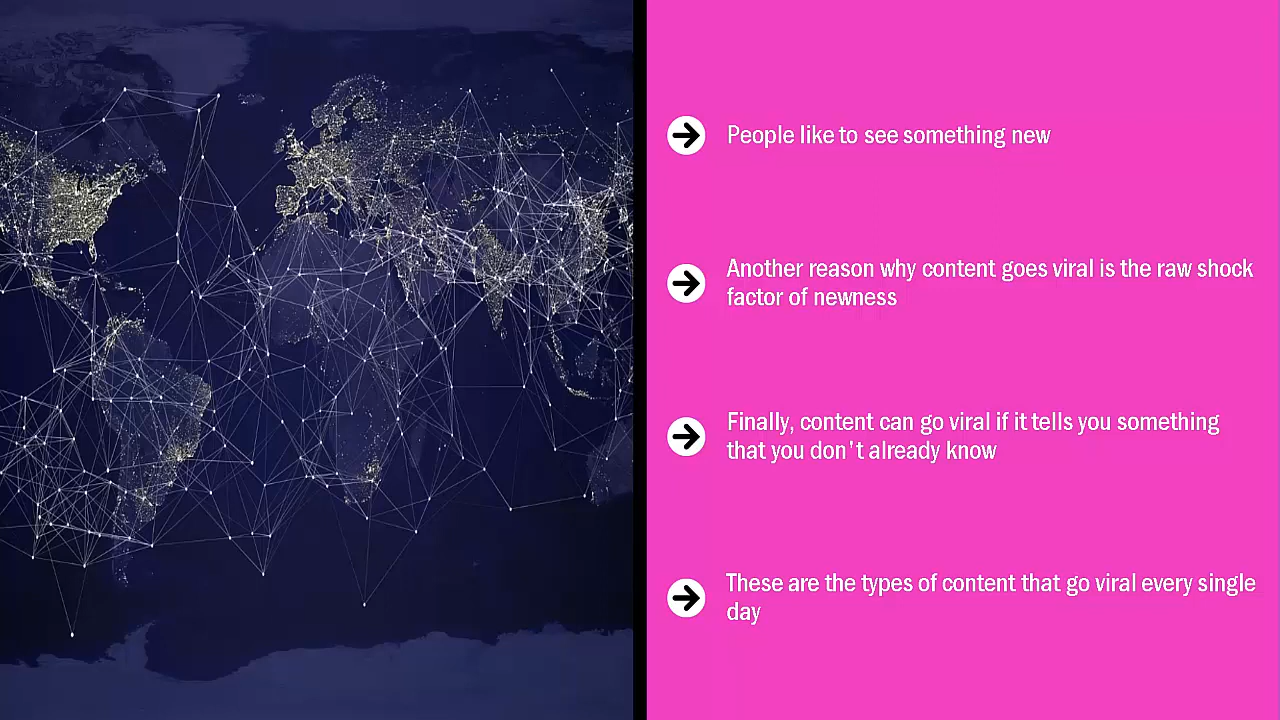 People like to see something new
Another reason why content goes viral is the raw shock
factor of newness
Finally, content can go viral if it tells you something
that you don't already know
These are the types of content that go viral every single
day